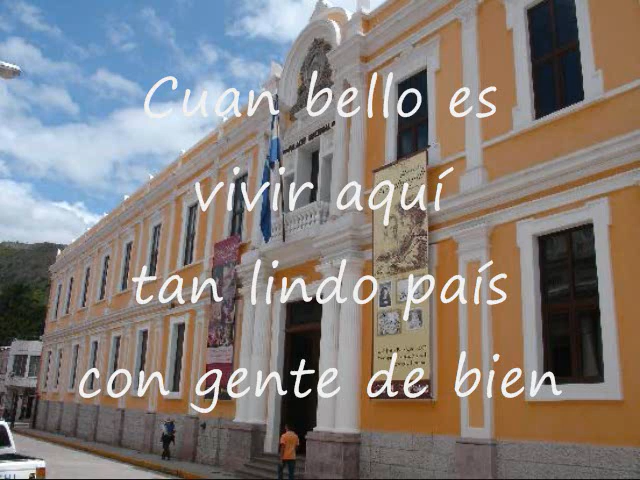 Cuan bello es
vivir aquí
tan lindo país
con gente de bien